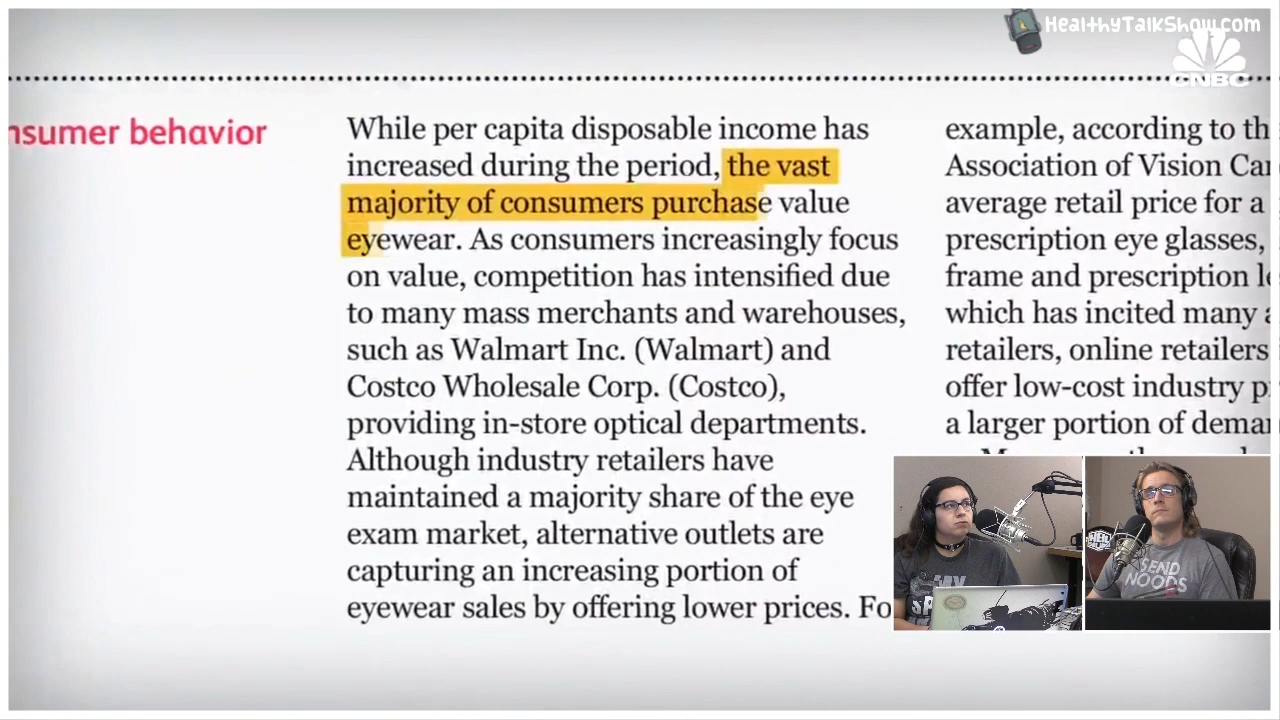 HealthyTalkShow.com
CNBC
nsumer behavior
While per capita disposable income has
increased during the period, the vast
majority of consumers purchase value
eyewear. As consumers increasingly focus
on value, competition has intensified due
to many mass merchants and warehouses,
such as Walmart Inc. (Walmart) and
Costco Wholesale Corp. (Costco),
providing in-store optical departments.
Although industry retailers have
maintained a majority share of the eye
exam market, alternative outlets are
capturing an increasing portion of
eyewear sales by offering lower prices. Fo
example, according to th
Association of Vision Car
average retail price for a
prescription eye glasses,
frame and prescription le
which has incited many a
retailers, online retailers
offer low-cost industry p
a larger portion of deman
MY
SEND
NOODS